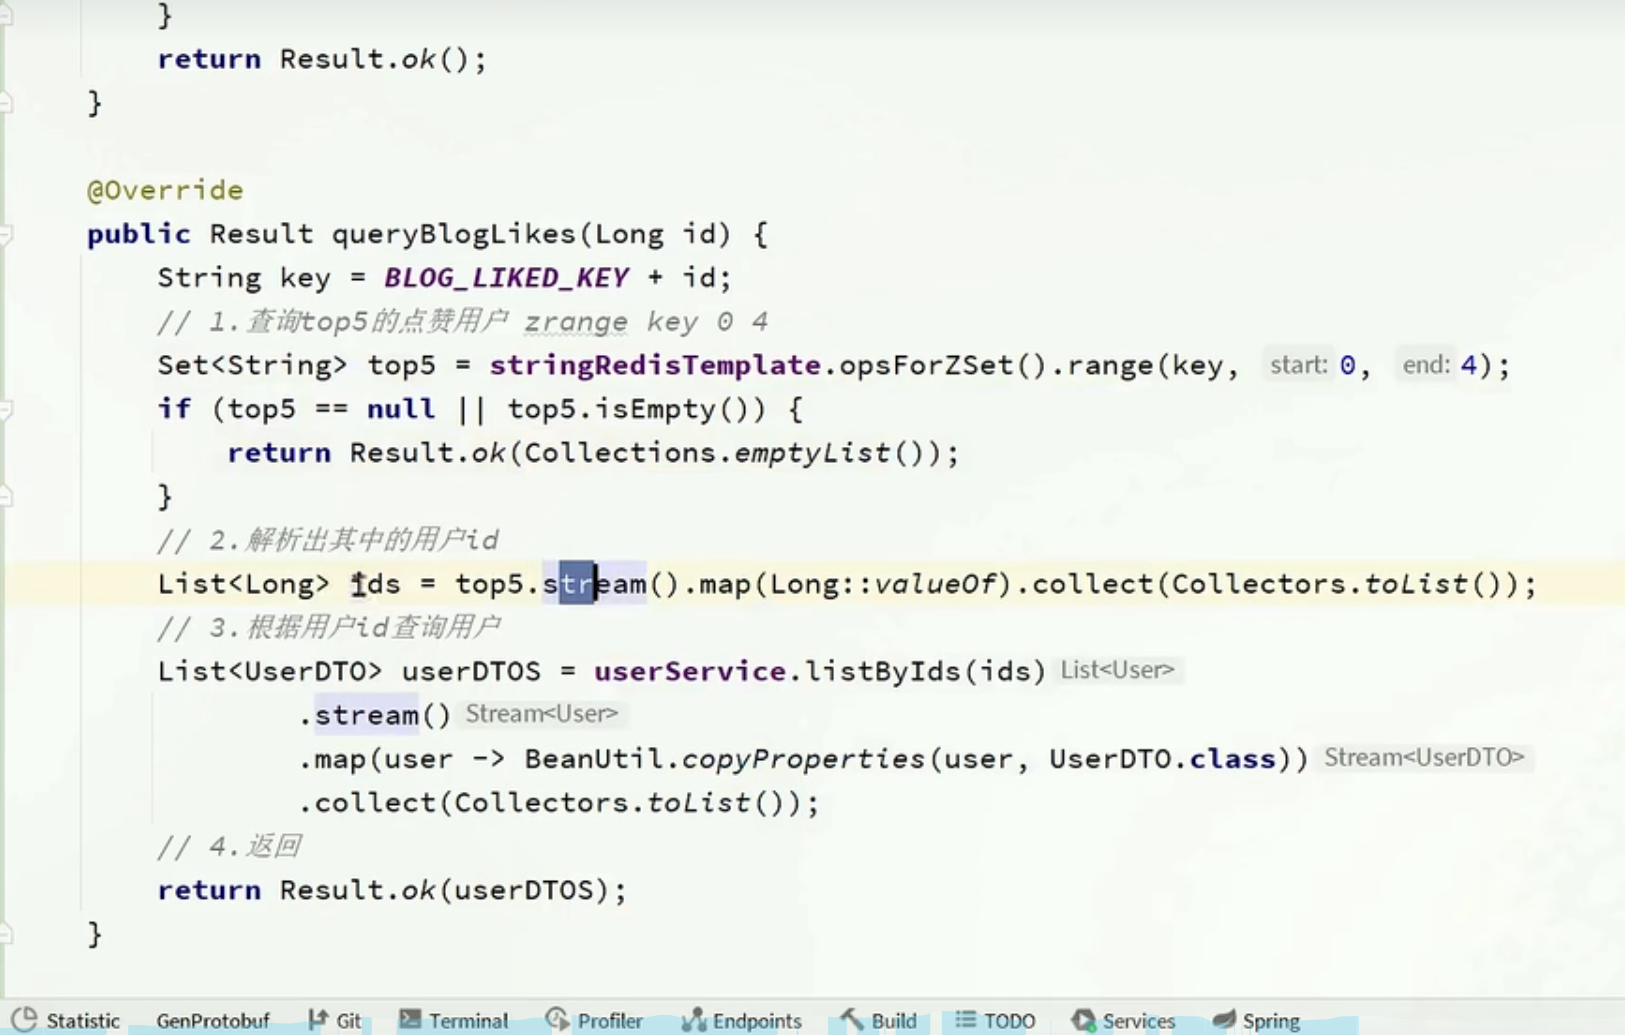 }
return Result.ok();
}
@Override
public Result queryBlogLikes(Long id) {
String key = BLOG_LIKED_KEY + id;
// 1.查询top5的点赞用户 zrange key 0 4
Set<String> top5 = stringRedisTemplate.opsForZSet().range(key, start: 0, end: 4);
if (top5 == null || top5.isEmpty()) {
return Result.ok(Collections.emptyList());
}
// 2.解析出其中的用户id
List<Long> ids = top5.stream().map(Long::valueOf).collect(Collectors.toList());
// 3.根据用户id查询用户
List<UserDTO> userDTOS = userService.listByIds(ids) List<User>
.stream() Stream<User>
.map(user -> BeanUtil.copyProperties(user, UserDTO.class)) Stream<UserDTO>
.collect(Collectors.toList());
// 4.返回
return Result.ok(userDTOS);
}
Statistic GenProtobuf Git Terminal Profiler Endpoints Build TODO Services Spring